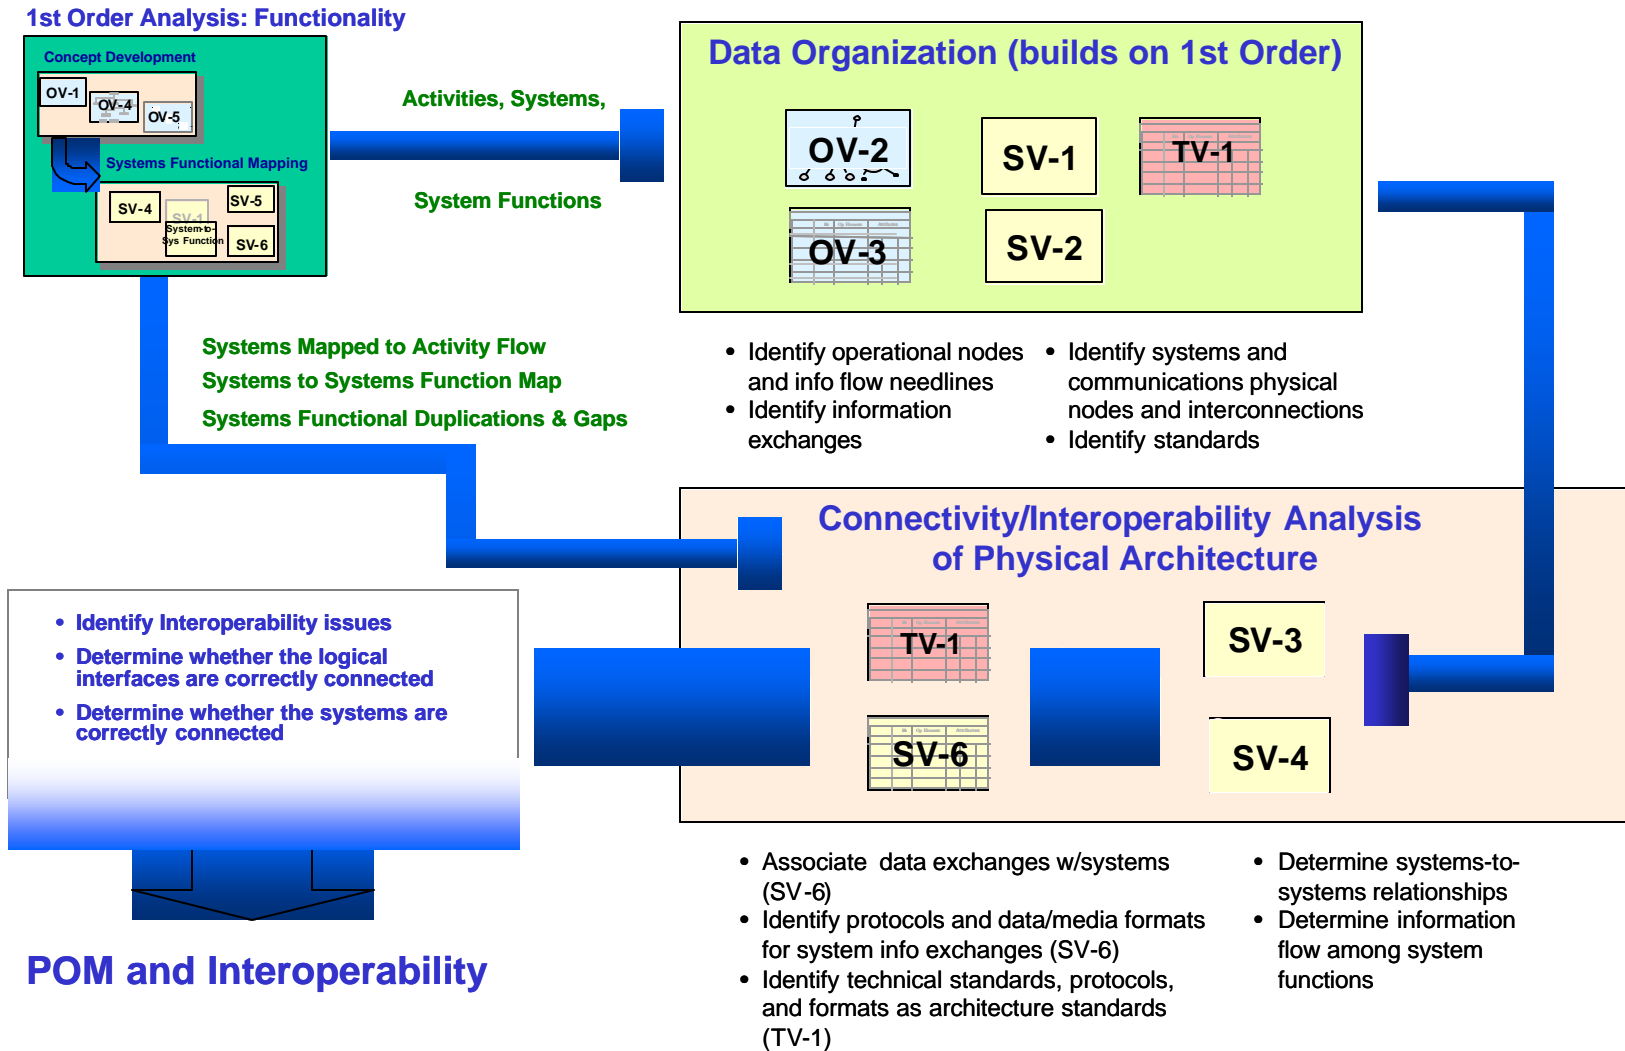 1st Order Analysis: Functionality
Concept Development
OV-1
OV-4
OV-5
Systems Functional Mapping
SV-4
SV-1
System-to-
Sys Function
SV-5
SV-6
Activities, Systems,
System Functions
Data Organization (builds on 1st Order)
OV-2
SV-1
TV-1
OV-3
SV-2
• Identify operational nodes
and info flow needlines
• Identify information
exchanges
• Identify systems and
communications physical
nodes and interconnections
• Identify standards
Systems Mapped to Activity Flow
Systems to Systems Function Map
Systems Functional Duplications & Gaps
Connectivity/Interoperability Analysis
of Physical Architecture
TV-1
SV-3
SV-6
SV-4
• Identify Interoperability issues
• Determine whether the logical
interfaces are correctly connected
• Determine whether the systems are
correctly connected
POM and Interoperability
• Associate data exchanges w/systems
(SV-6)
• Identify protocols and data/media formats
for system info exchanges (SV-6)
• Identify technical standards, protocols,
and formats as architecture standards
(TV-1)
• Determine systems-to-
systems relationships
• Determine information
flow among system
functions